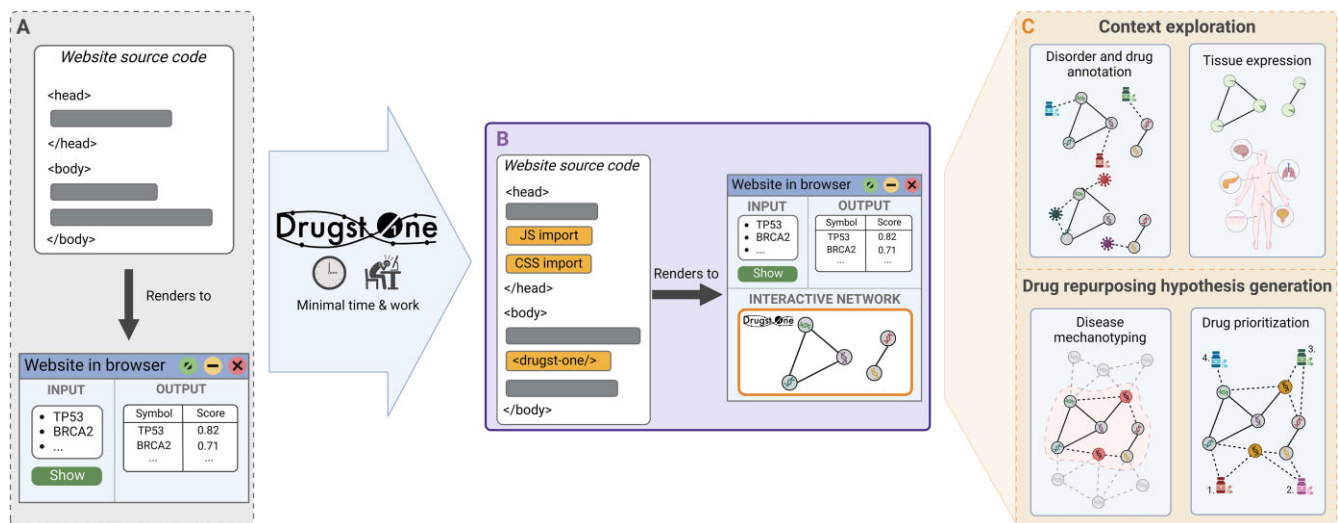 A
Website source code
<head>
</head>
<body>
</body>
Renders to
Website in browser
INPUT
OUTPUT
• TP53
• BRCA2
• ...
Show
Symbol Score
TP53 0.82
BRCA2 0.71
...
Drugst.One
Minimal time & work
B
Website source code
<head>
JS import
CSS import
</head>
<body>
<drugst-one/>
</body>
Renders to
Website in browser
INPUT
OUTPUT
• TP53
• BRCA2
• ...
Show
Symbol Score
TP53 0.82
BRCA2 0.71
...
INTERACTIVE NETWORK
Drugst.One
C
Context exploration
Disorder and drug
annotation
Tissue expression
Drug repurposing hypothesis generation
Disease
mechanotyping
Drug prioritization
4.
3.
1.
2.